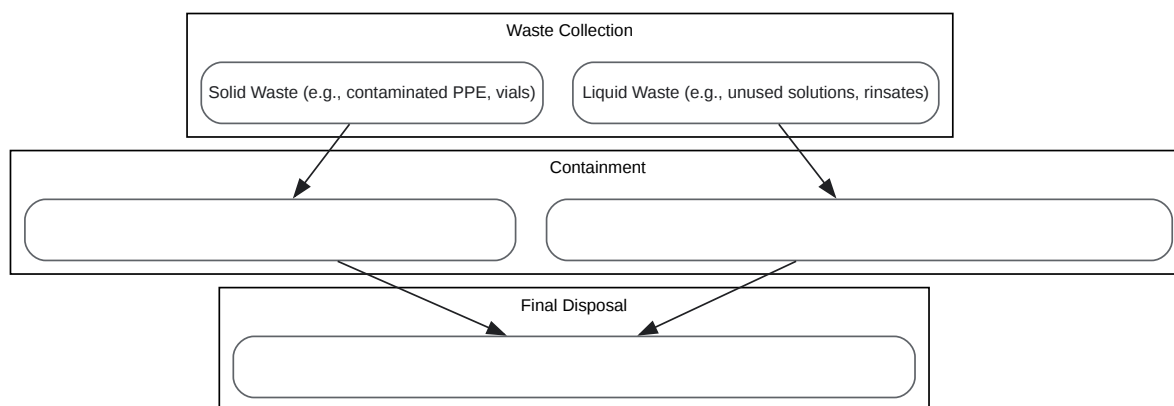 Waste Collection
Solid Waste (e.g., contaminated PPE, vials)
Liquid Waste (e.g., unused solutions, rinsates)
Containment
Final Disposal